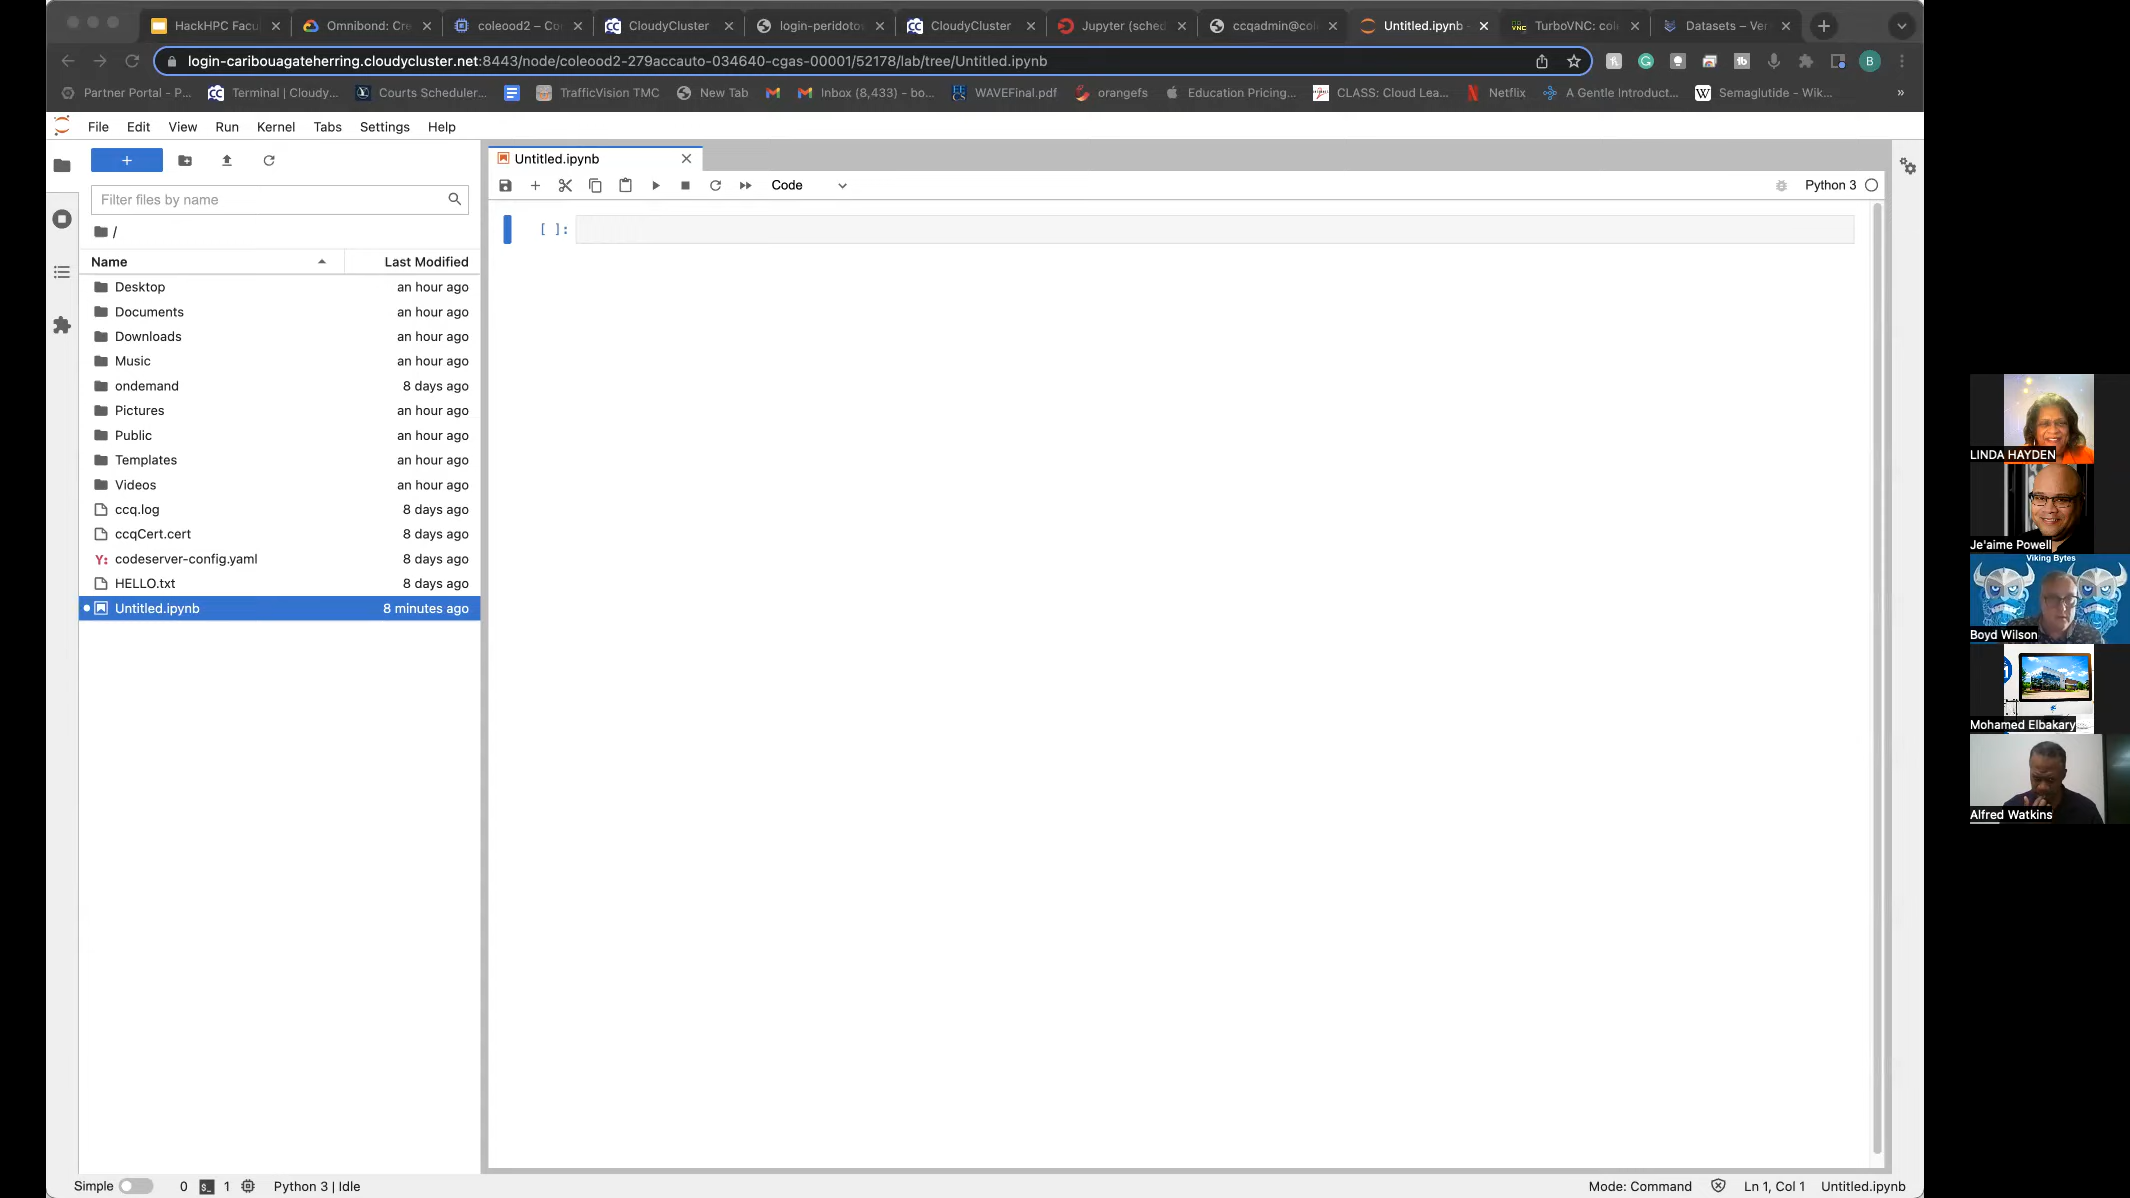 HackHPC Facu
Omnibond: Cre
coleood2 – Co
CloudyCluster
login-peridoto
CloudyCluster
Jupyter (sched
ccqadmin@col
Untitled.ipynb
TurboVNC: col
Datasets – Ver
login-caribouagateherring.cloudycluster.net:8443/node/coleood2-279accauto-034640-cgas-00001/52178/lab/tree/Untitled.ipynb
B
Partner Portal - P...
Terminal | Cloudy...
Courts Scheduler...
TrafficVision TMC
New Tab
Inbox (8,433) - bo...
WAVEFinal.pdf
orangefs
Education Pricing...
CLASS: Cloud Lea...
Netflix
A Gentle Introduct...
Semaglutide - Wik...
»
File Edit View Run Kernel Tabs Settings Help
Filter files by name
/
Name Last Modified
Desktop an hour ago
Documents an hour ago
Downloads an hour ago
Music an hour ago
ondemand 8 days ago
Pictures an hour ago
Public an hour ago
Templates an hour ago
Videos an hour ago
ccq.log 8 days ago
ccqCert.cert 8 days ago
codeserver-config.yaml 8 days ago
HELLO.txt 8 days ago
Untitled.ipynb 8 minutes ago
Untitled.ipynb
Code
Python 3
[ ]:
Simple 0 1 Python 3 | Idle
Mode: Command Ln 1, Col 1 Untitled.ipynb
LINDA HAYDEN
Je'aime Powell
Viking Bytes
Boyd Wilson
Mohamed Elbakary
Alfred Watkins